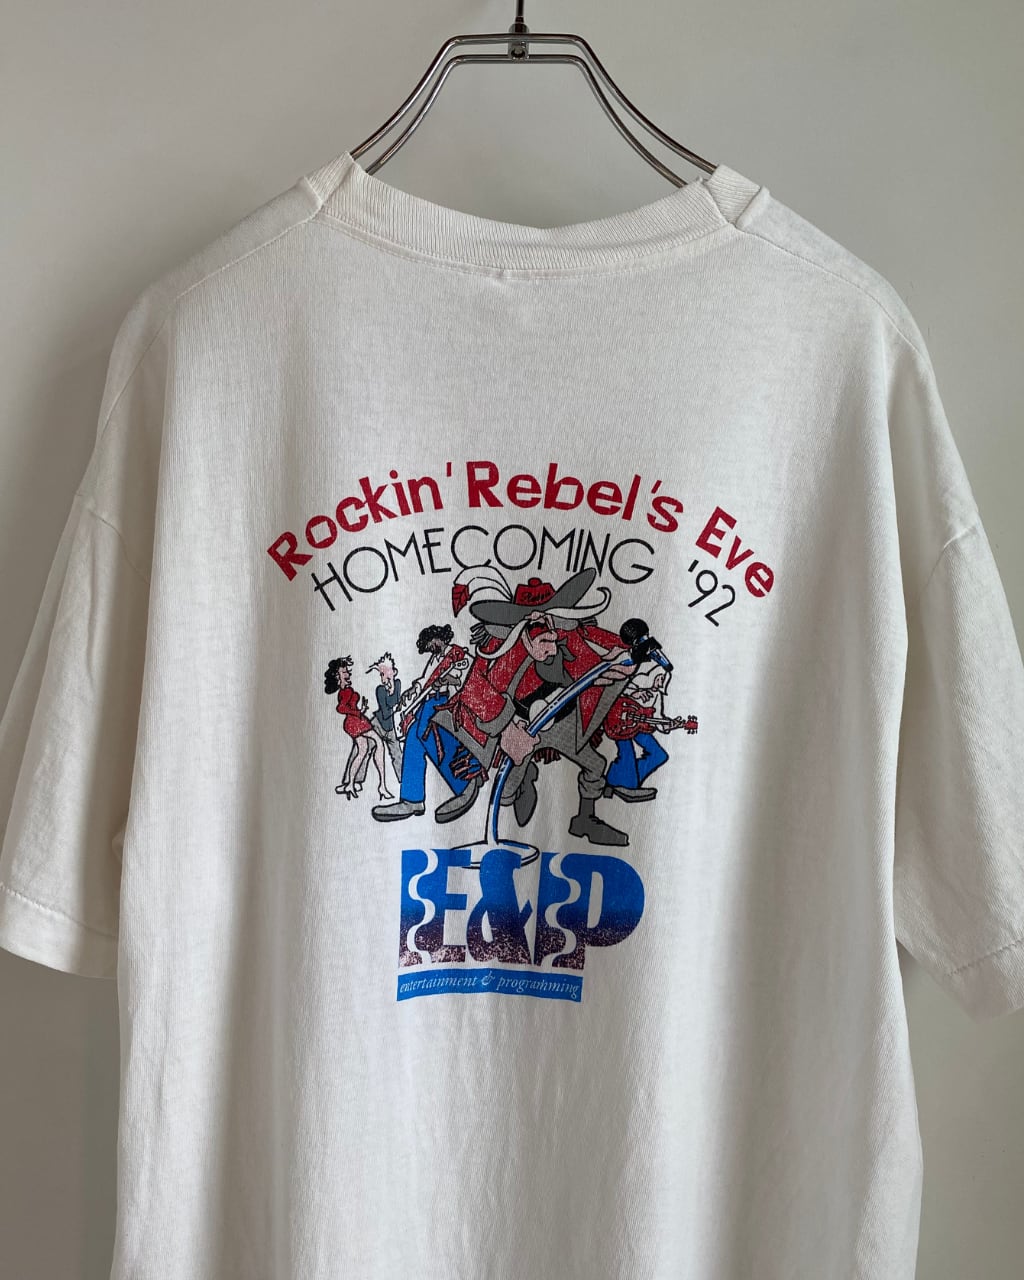 Rockin' Rebel's Eve
HOMECOMING '92
E&P
entertainment & programming